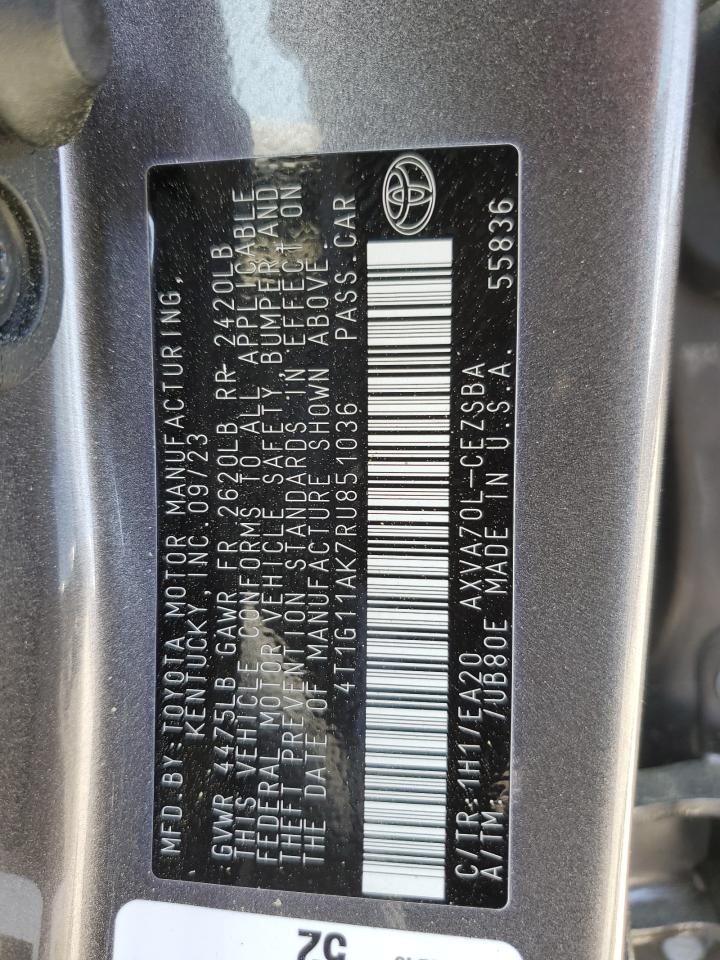 MFD BY:TOYOTA MOTOR MANUFACTURING,
KENTUCKY,INC. 09/23
GVWR 4475LB GAWR FR 2620LB RR 2420LB
THIS VEHICLE CONFORMS TO ALL APPLICABLE
FEDERAL MOTOR VEHICLE SAFETY, BUMPER, AND
THEFT PREVENTION STANDARDS IN EFFECT ON
THE DATE OF MANUFACTURE SHOWN ABOVE.
4T1G11AK7RU851036 PASS.CAR
C/TR: 1H1/EA20 AXVA70L-CEZSBA
A/TM: /UB80E MADE IN U.S.A. 55836
52